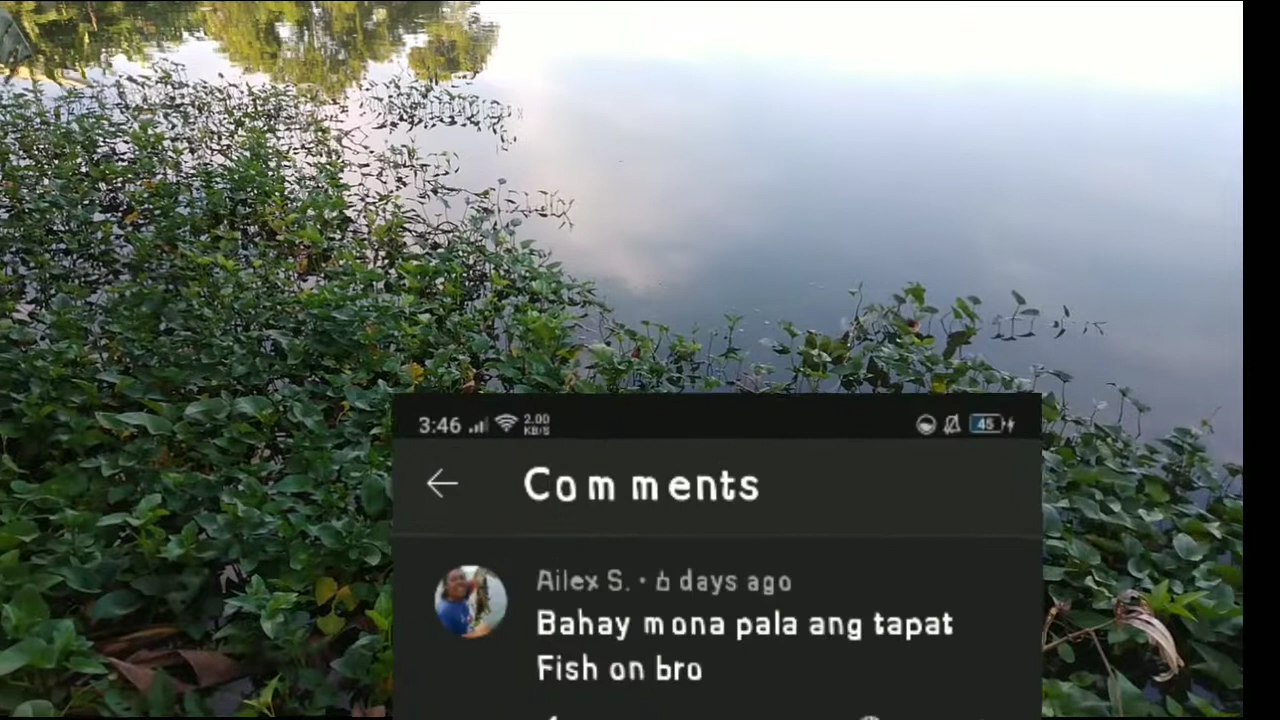 3:46
2.00
KB/S
45
Comments
Ailex S. · 6 days ago
Bahay mona pala ang tapat
Fish on bro